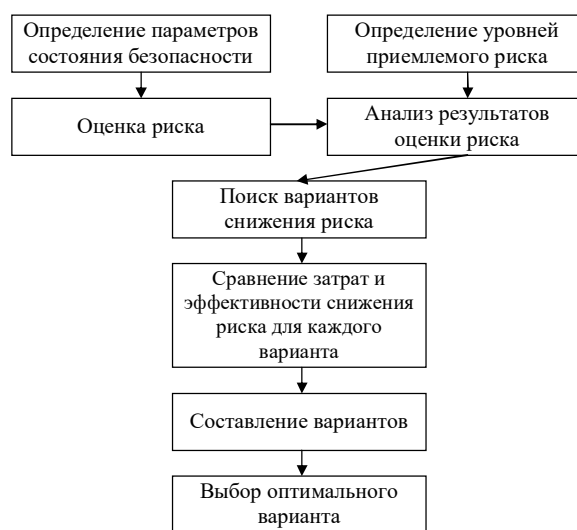 Определение параметров
состояния безопасности
Определение уровней
приемлемого риска
Оценка риска
Анализ результатов
оценки риска
Поиск вариантов
снижения риска
Сравнение затрат и
эффективности снижения
риска для каждого
варианта
Составление вариантов
Выбор оптимального
варианта